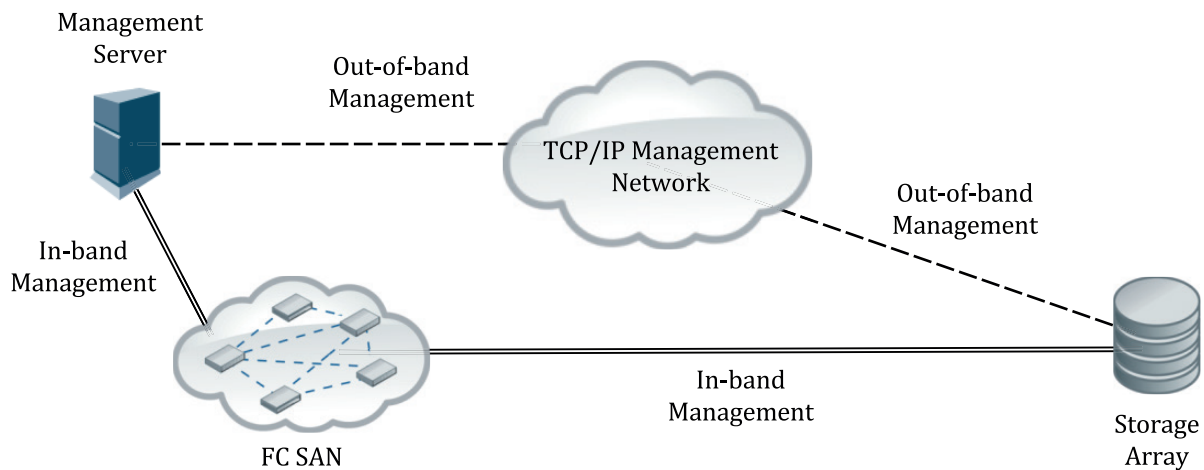 Management
Server
Out-of-band
Management
TCP/IP Management
Network
Out-of-band
Management
In-band
Management
In-band
Management
FC SAN
Storage
Array